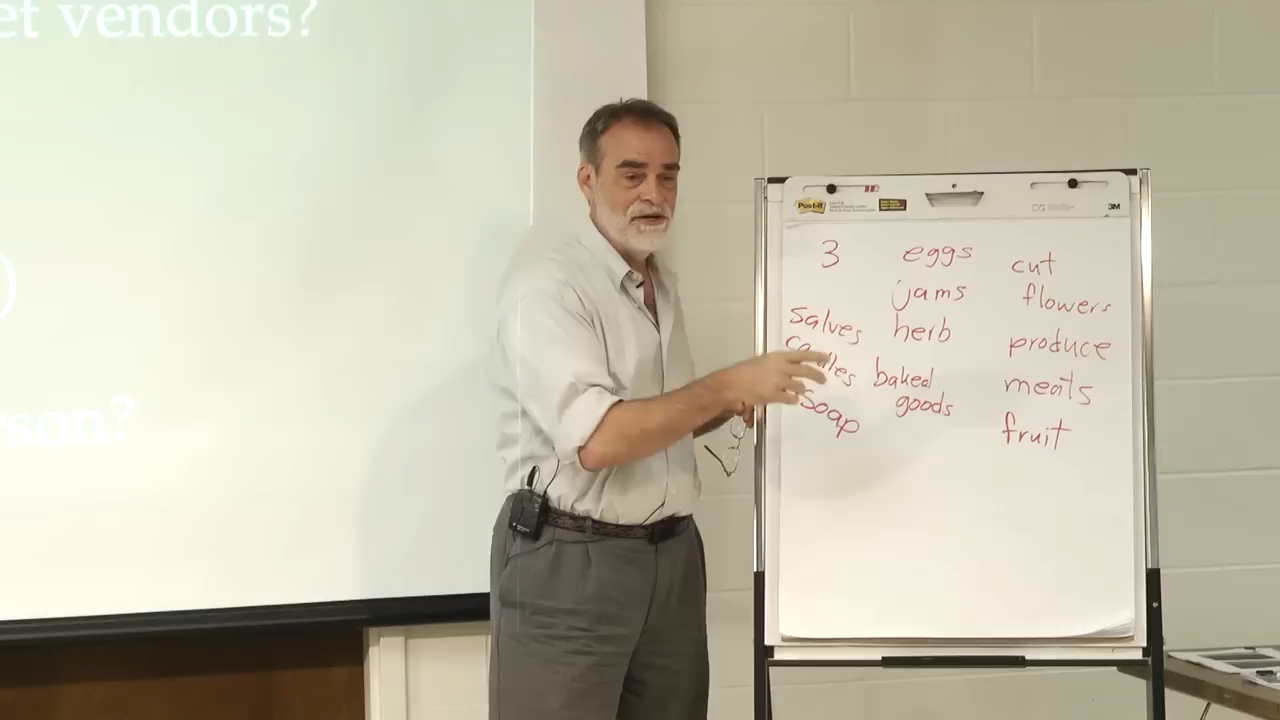 et vendors?
)
rson?
Post-it
3M
3
salves
candles
soap
eggs
jams
herb
baked
goods
cut
flowers
produce
meats
fruit